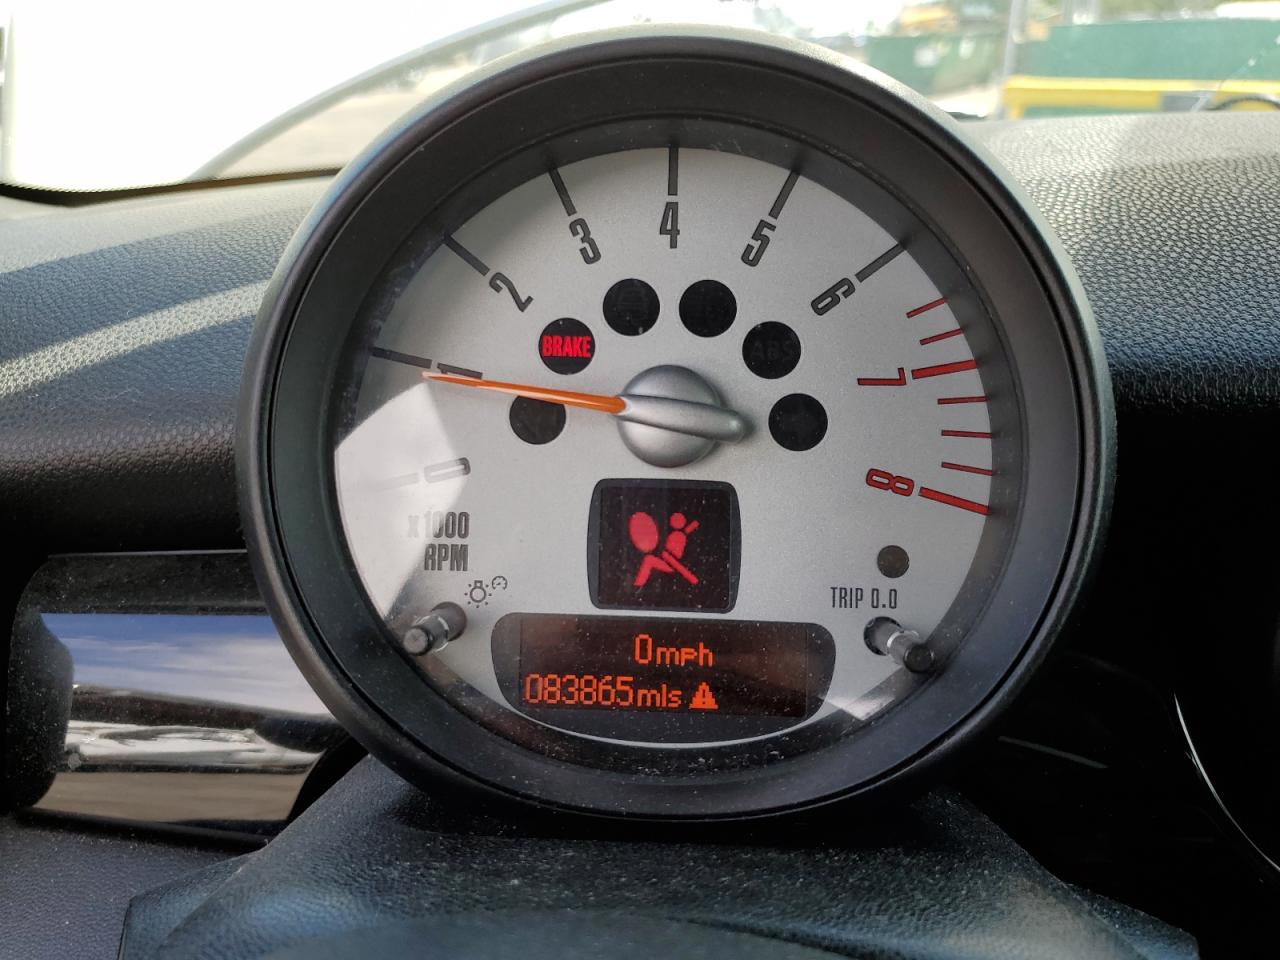 4
3
5
2
6
BRAKE
ABS
1
7
0
8
x1000
RPM
TRIP 0.0
0mph
083865mls